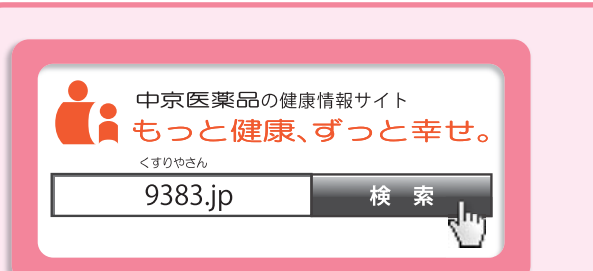 中京医薬品の健康情報サイト
もっと健康、ずっと幸せ。
くすりやさん
9383.jp 検 索